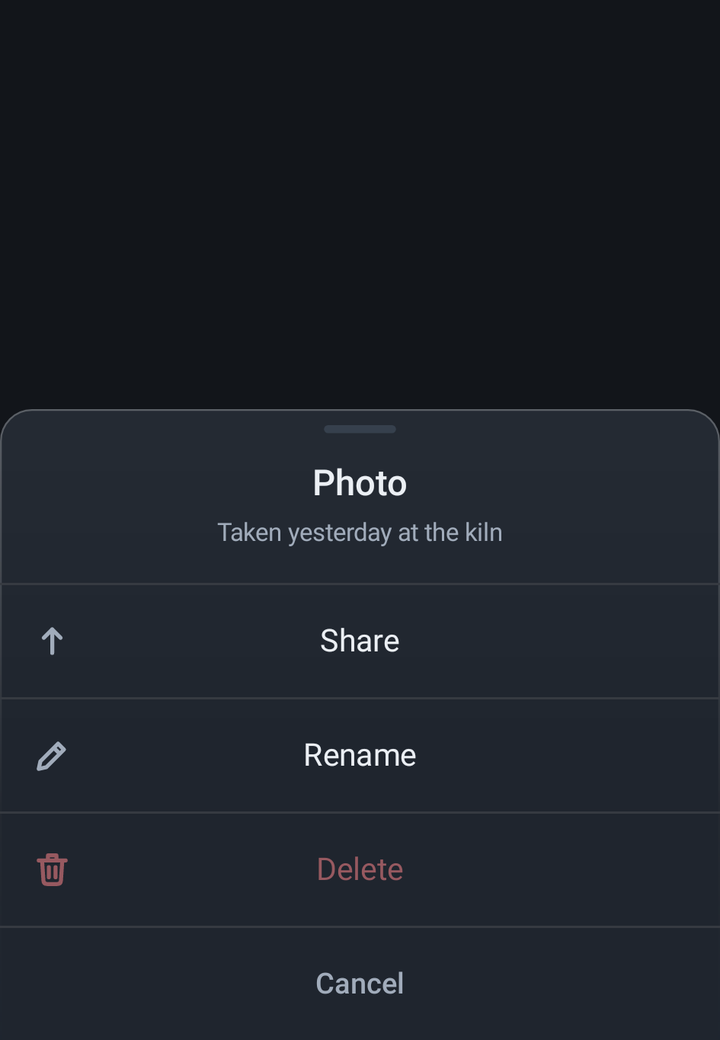 Photo
Taken yesterday at the kiln
Share
Rename
Delete
Cancel